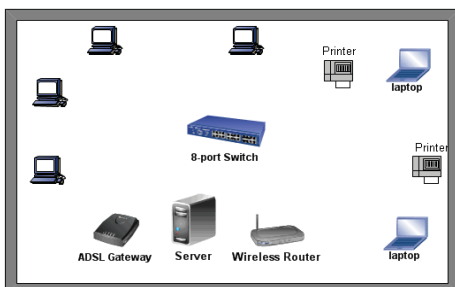 Printer
laptop
8-port Switch
Printer
ADSL Gateway
Server
Wireless Router
laptop